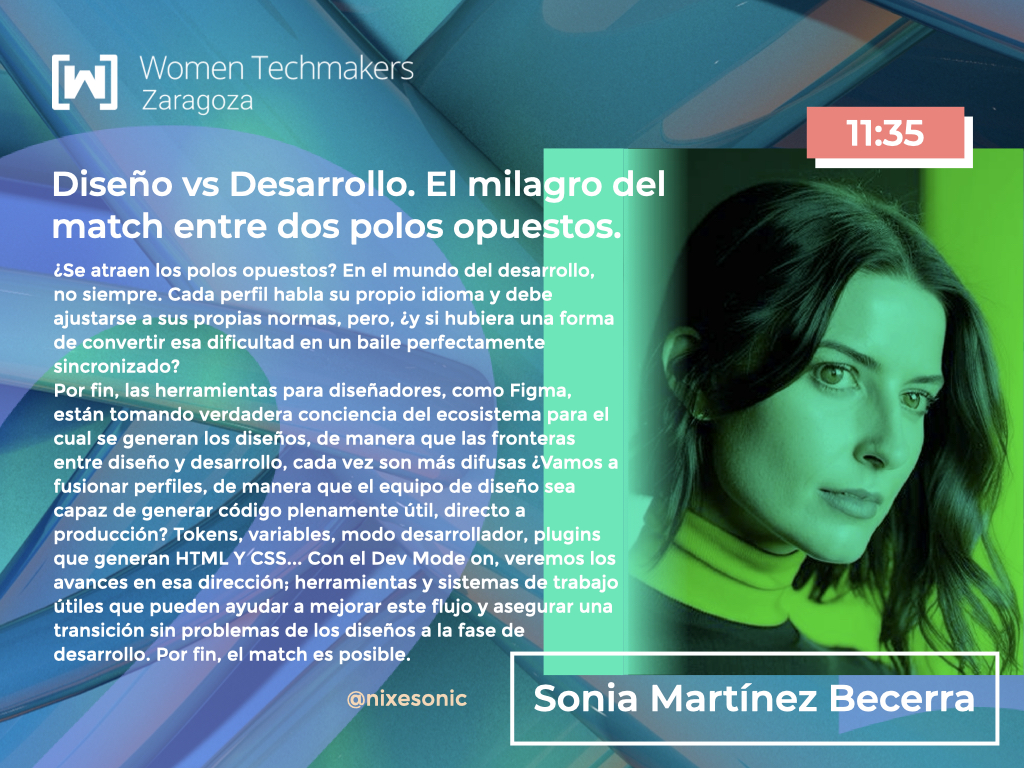 Women Techmakers
Zaragoza
11:35
Diseño vs Desarrollo. El milagro del
match entre dos polos opuestos.
¿Se atraen los polos opuestos? En el mundo del desarrollo,
no siempre. Cada perfil habla su propio idioma y debe
ajustarse a sus propias normas, pero, ¿y si hubiera una forma
de convertir esa dificultad en un baile perfectamente
sincronizado?
Por fin, las herramientas para diseñadores, como Figma,
están tomando verdadera conciencia del ecosistema para el
cual se generan los diseños, de manera que las fronteras
entre diseño y desarrollo, cada vez son más difusas ¿Vamos a
fusionar perfiles, de manera que el equipo de diseño sea
capaz de generar código plenamente útil, directo a
producción? Tokens, variables, modo desarrollador, plugins
que generan HTML Y CSS... Con el Dev Mode on, veremos los
avances en esa dirección; herramientas y sistemas de trabajo
útiles que pueden ayudar a mejorar este flujo y asegurar una
transición sin problemas de los diseños a la fase de
desarrollo. Por fin, el match es posible.
@nixesonic
Sonia Martínez Becerra